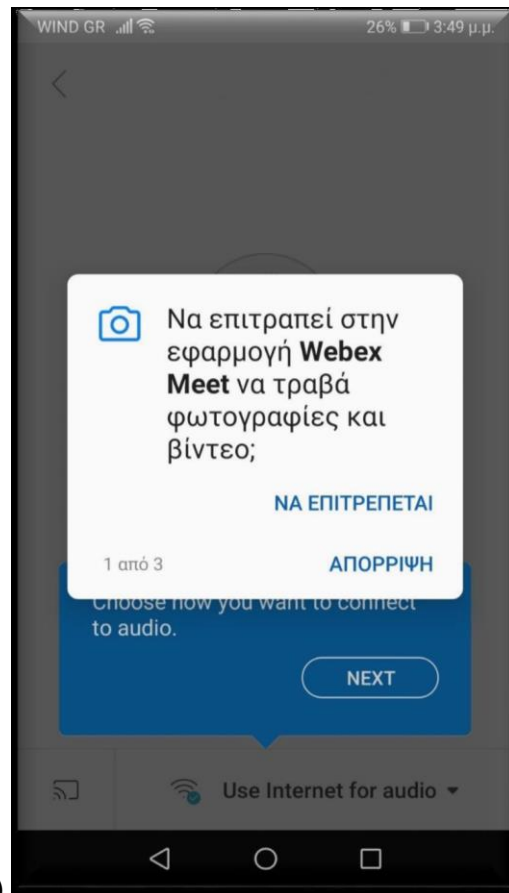 WIND GR 26% 3:49 μ.μ.
Να επιτραπεί στην
εφαρμογή Webex
Meet να τραβά
φωτογραφίες και
βίντεο;
ΝΑ ΕΠΙΤΡΕΠΕΤΑΙ
1 από 3
ΑΠΟΡΡΙΨΗ
Choose how you want to connect
to audio.
NEXT
Use Internet for audio
)